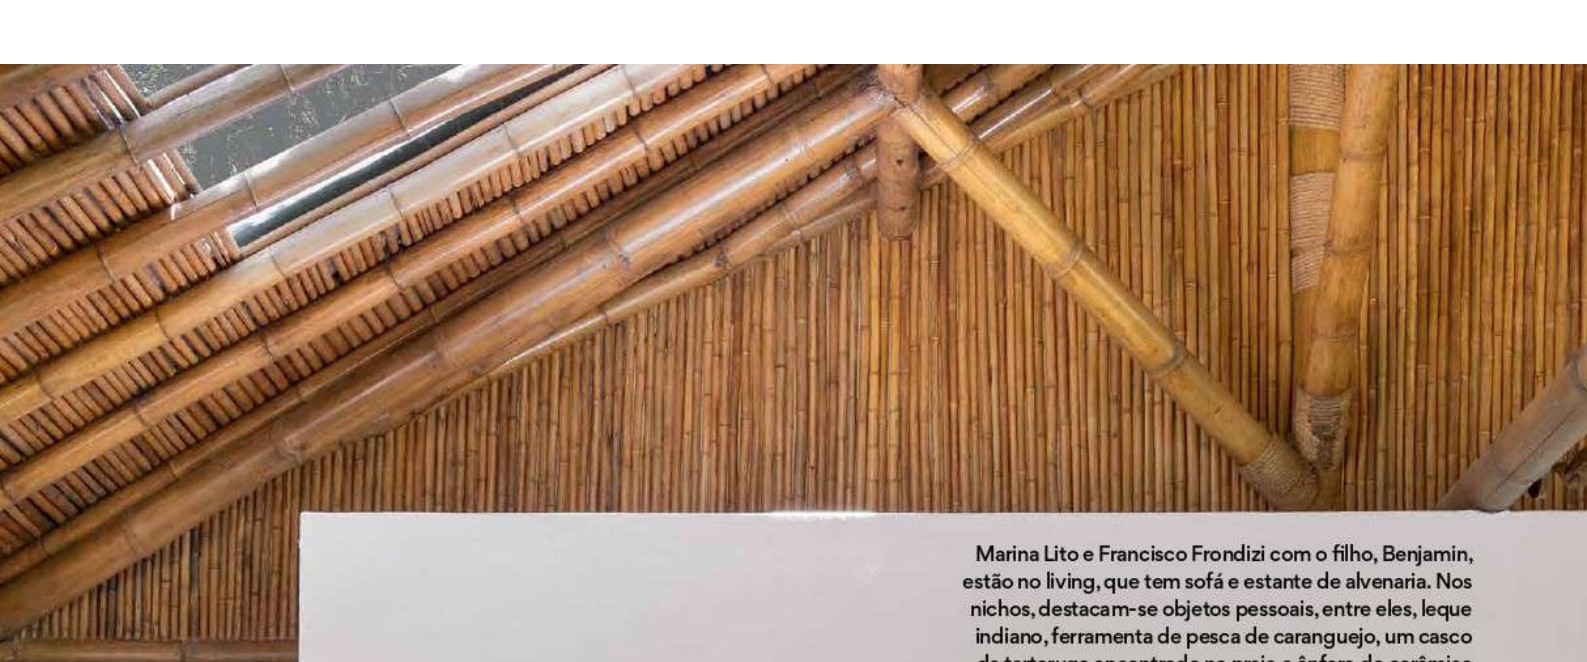 Marina Lito e Francisco Frondizi com o filho, Benjamin,
estão no living, que tem sofá e estante de alvenaria. Nos
nichos, destacam-se objetos pessoais, entre eles, leque
indiano, ferramenta de pesca de caranguejo, um casco